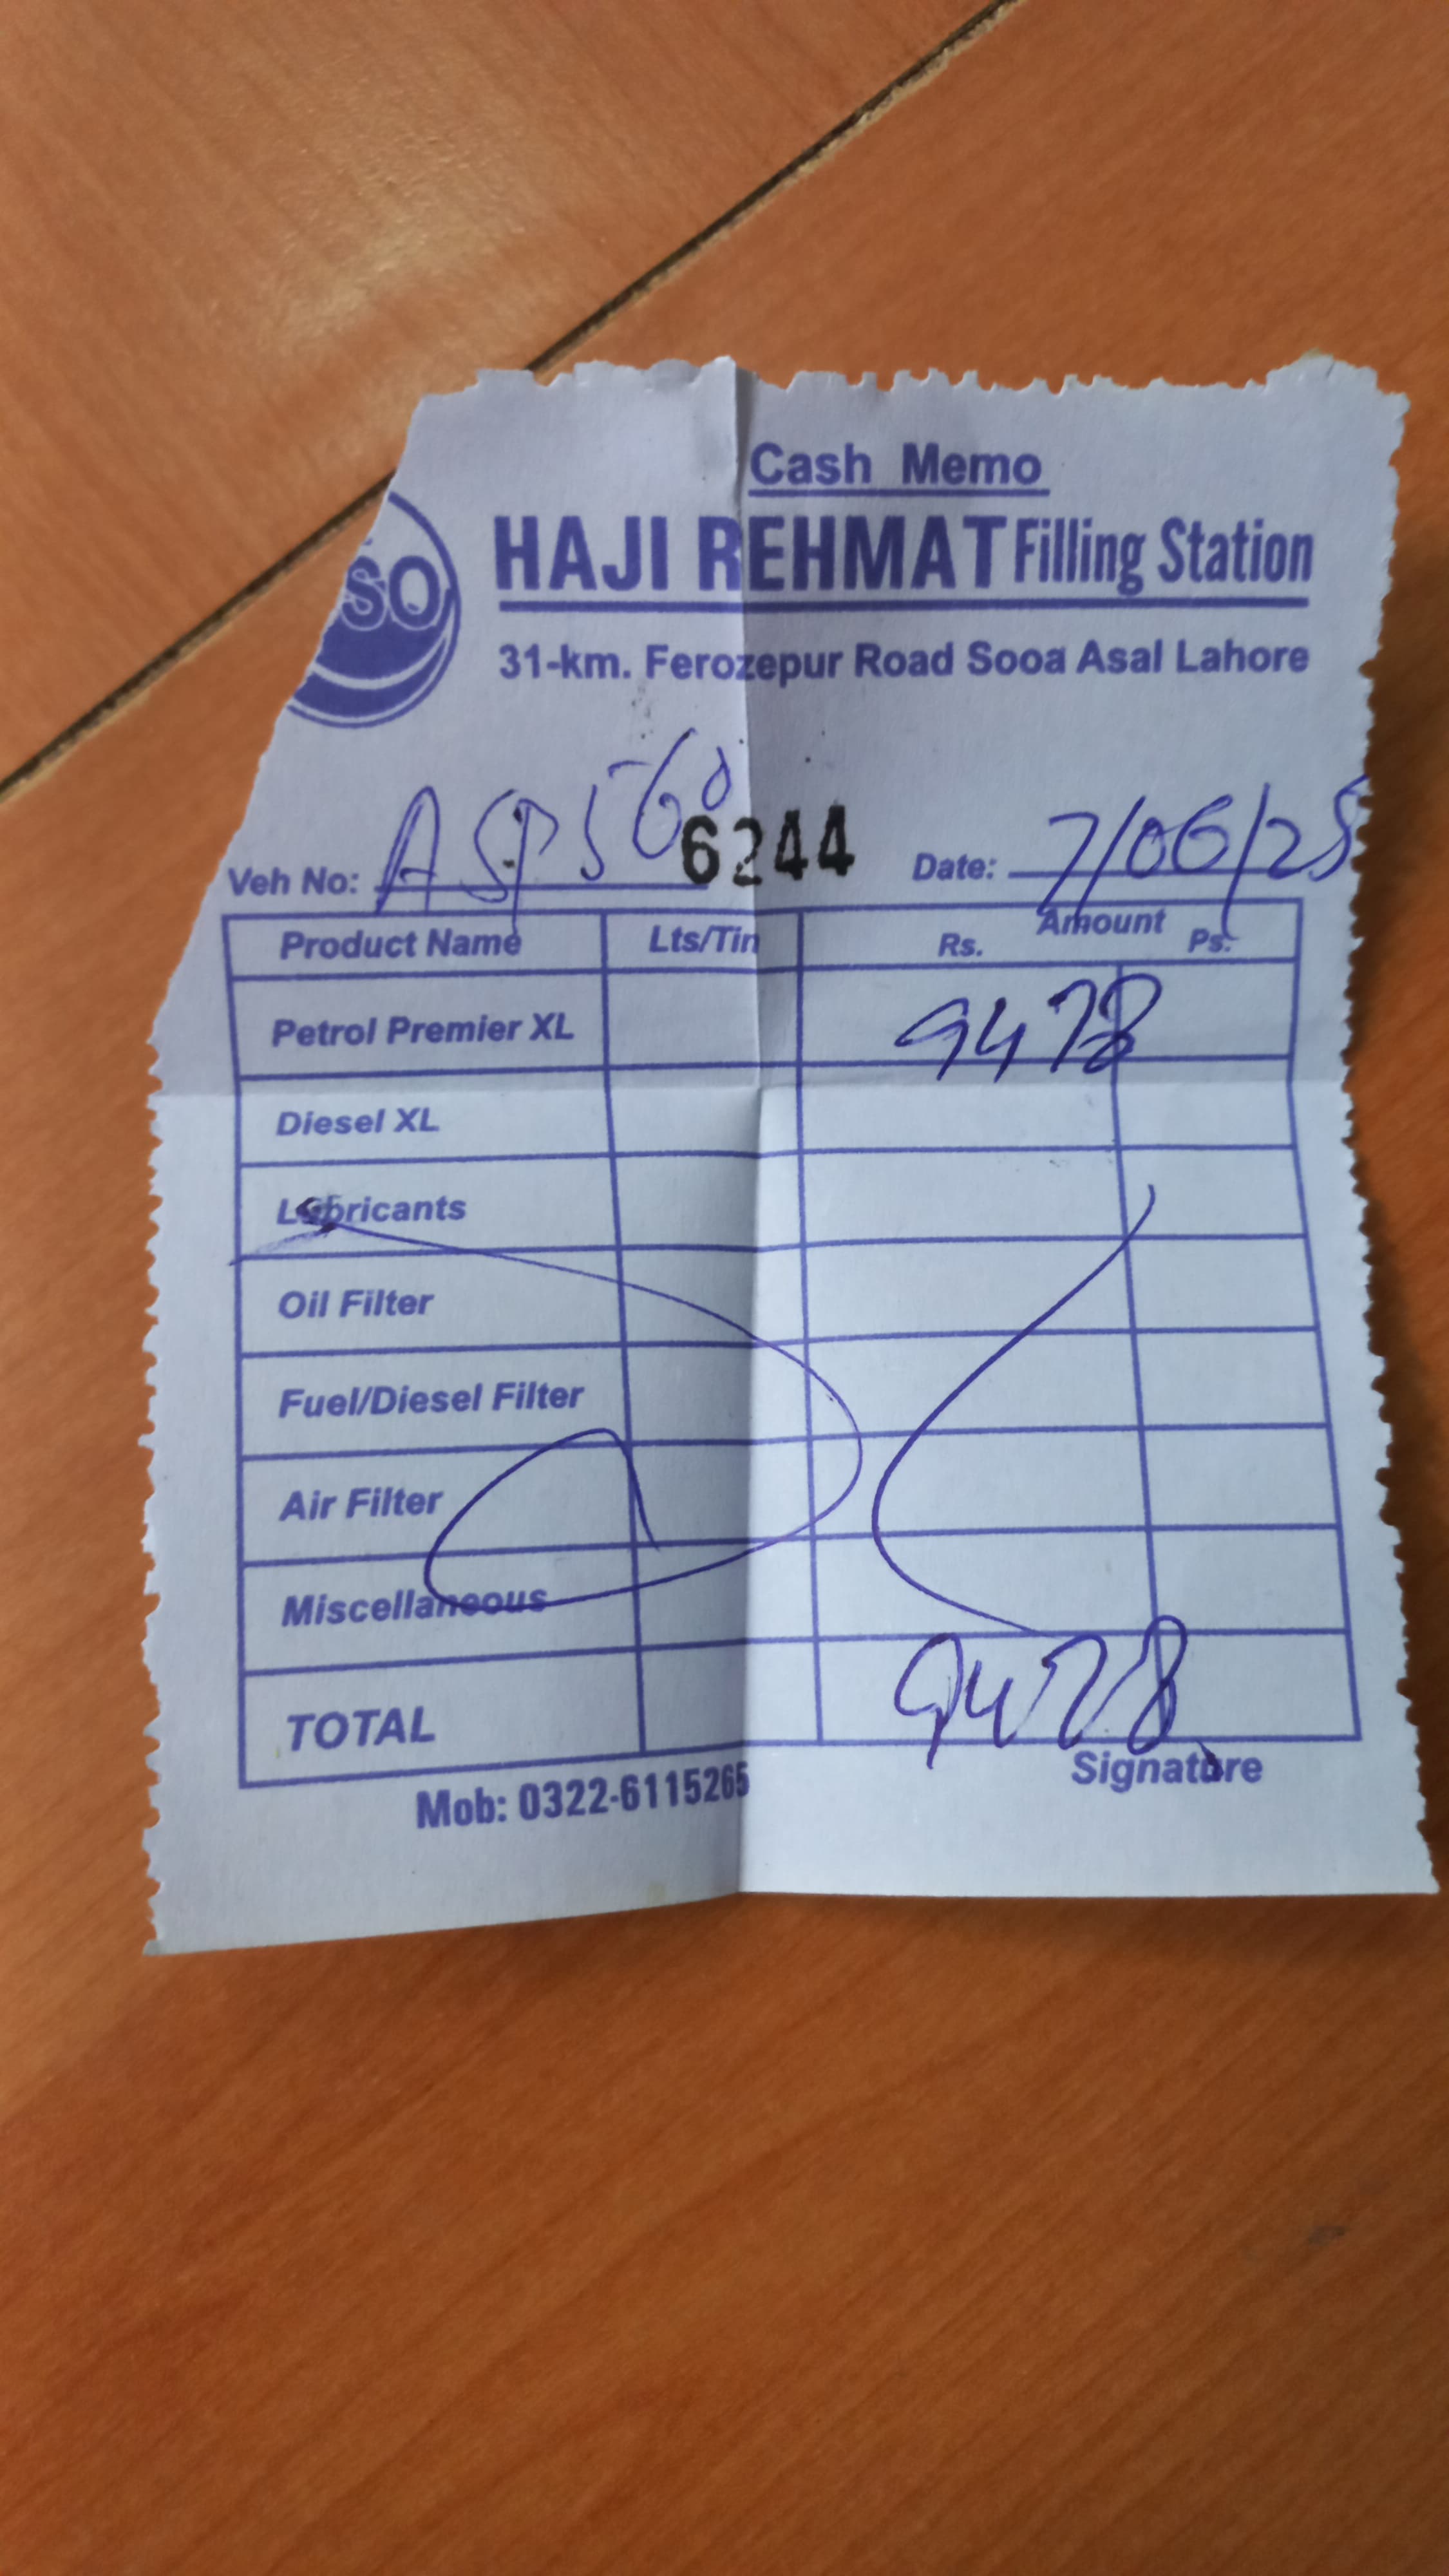 Cash Memo
SO
HAJI REHMAT Filling Station
31-km. Ferozepur Road Sooa Asal Lahore
Veh No: ASP 560 6244 Date: 7/06/25
Product Name Lts/Tin Rs. Amount Ps.
Petrol Premier XL 9478
Diesel XL
Lubricants
Oil Filter
Fuel/Diesel Filter
Air Filter
Miscellaneous
TOTAL 9478
Mob: 0322-6115265 Signature